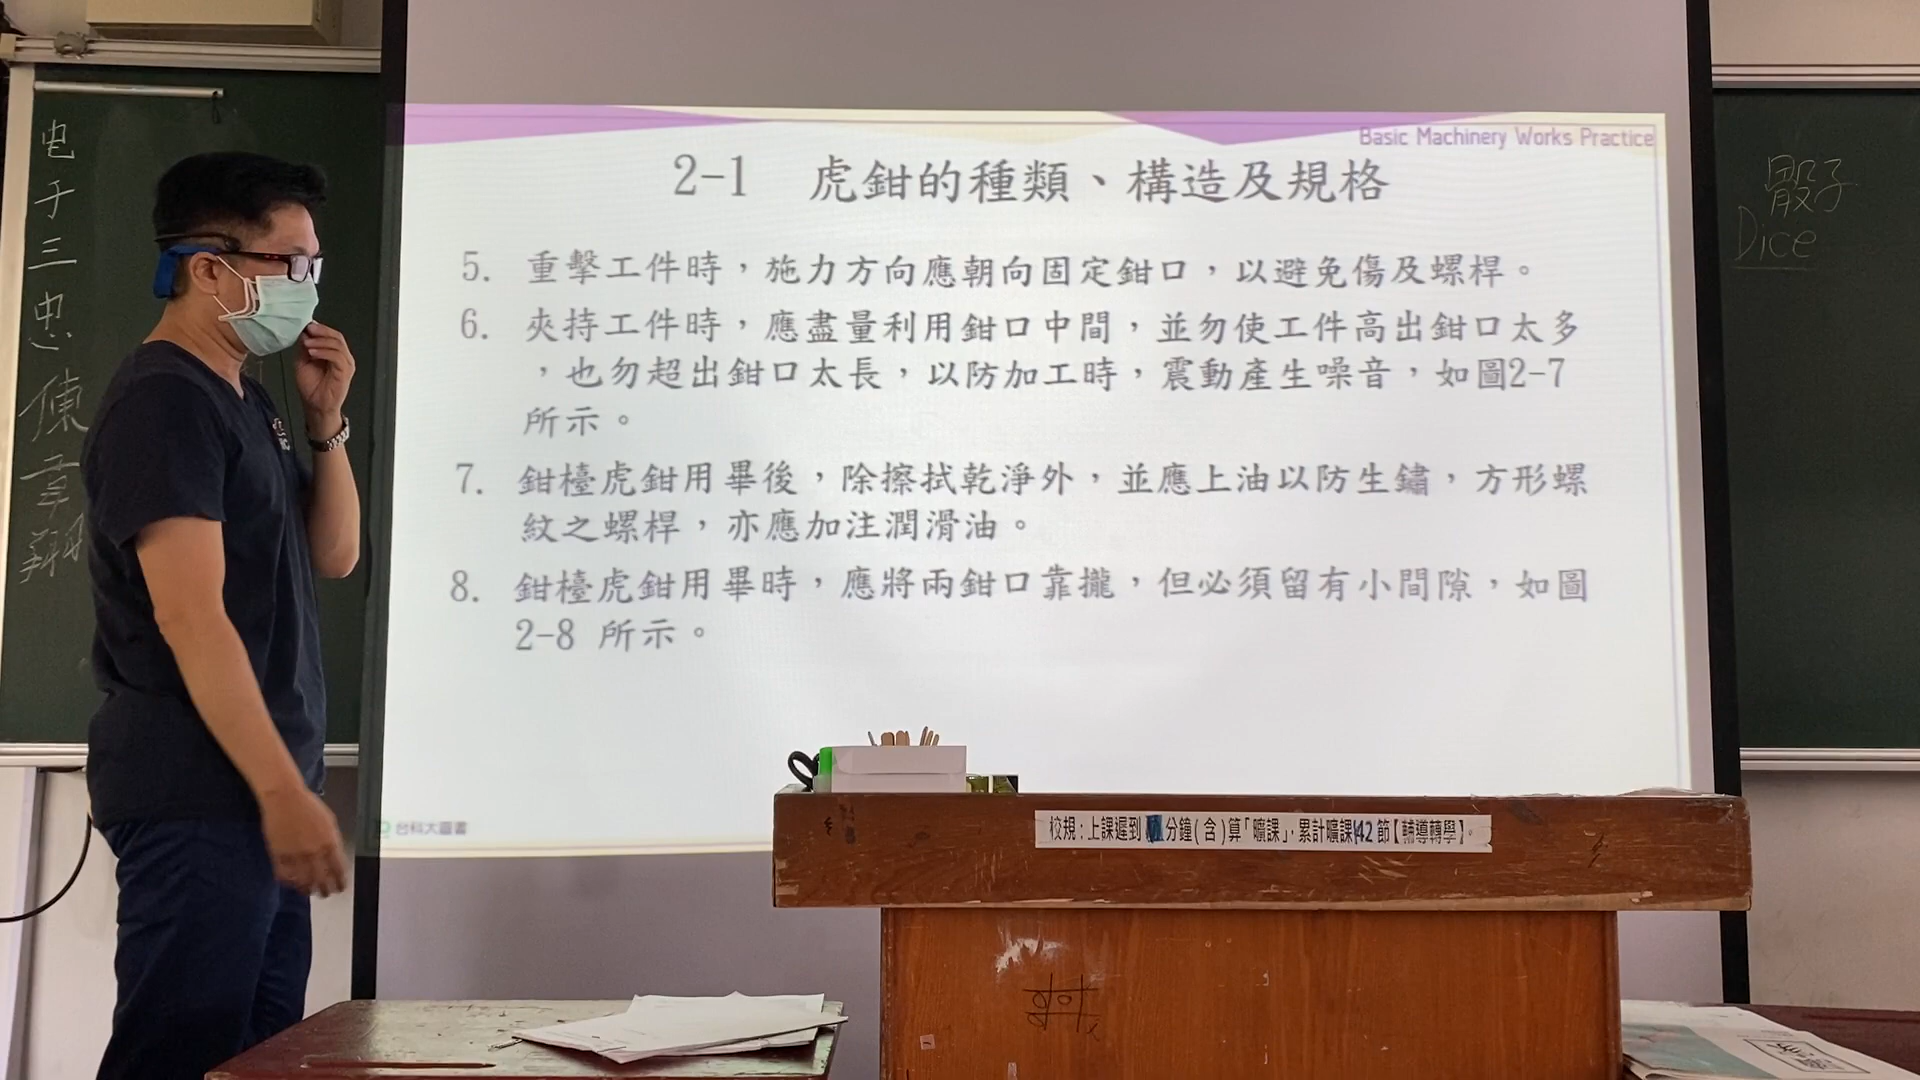 Basic Machinery Works Practice
2-1 虎鉗的種類、構造及規格
5. 重擊工件時，施力方向應朝向固定鉗口，以避免傷及螺桿。
6. 夾持工件時，應盡量利用鉗口中間，並勿使工件高出鉗口太多
，也勿超出鉗口太長，以防加工時，震動產生噪音，如圖2-7
所示。
7. 鉗檯虎鉗用畢後，除擦拭乾淨外，並應上油以防生鏽，方形螺
紋之螺桿，亦應加注潤滑油。
8. 鉗檯虎鉗用畢時，應將兩鉗口靠攏，但必須留有小間隙，如圖
2-8 所示。
台科大圖書
电子三忠
骰子
Dice
校規：上課遲到 分鐘(含)算「曠課」，累計曠課42節【輔導轉學】。